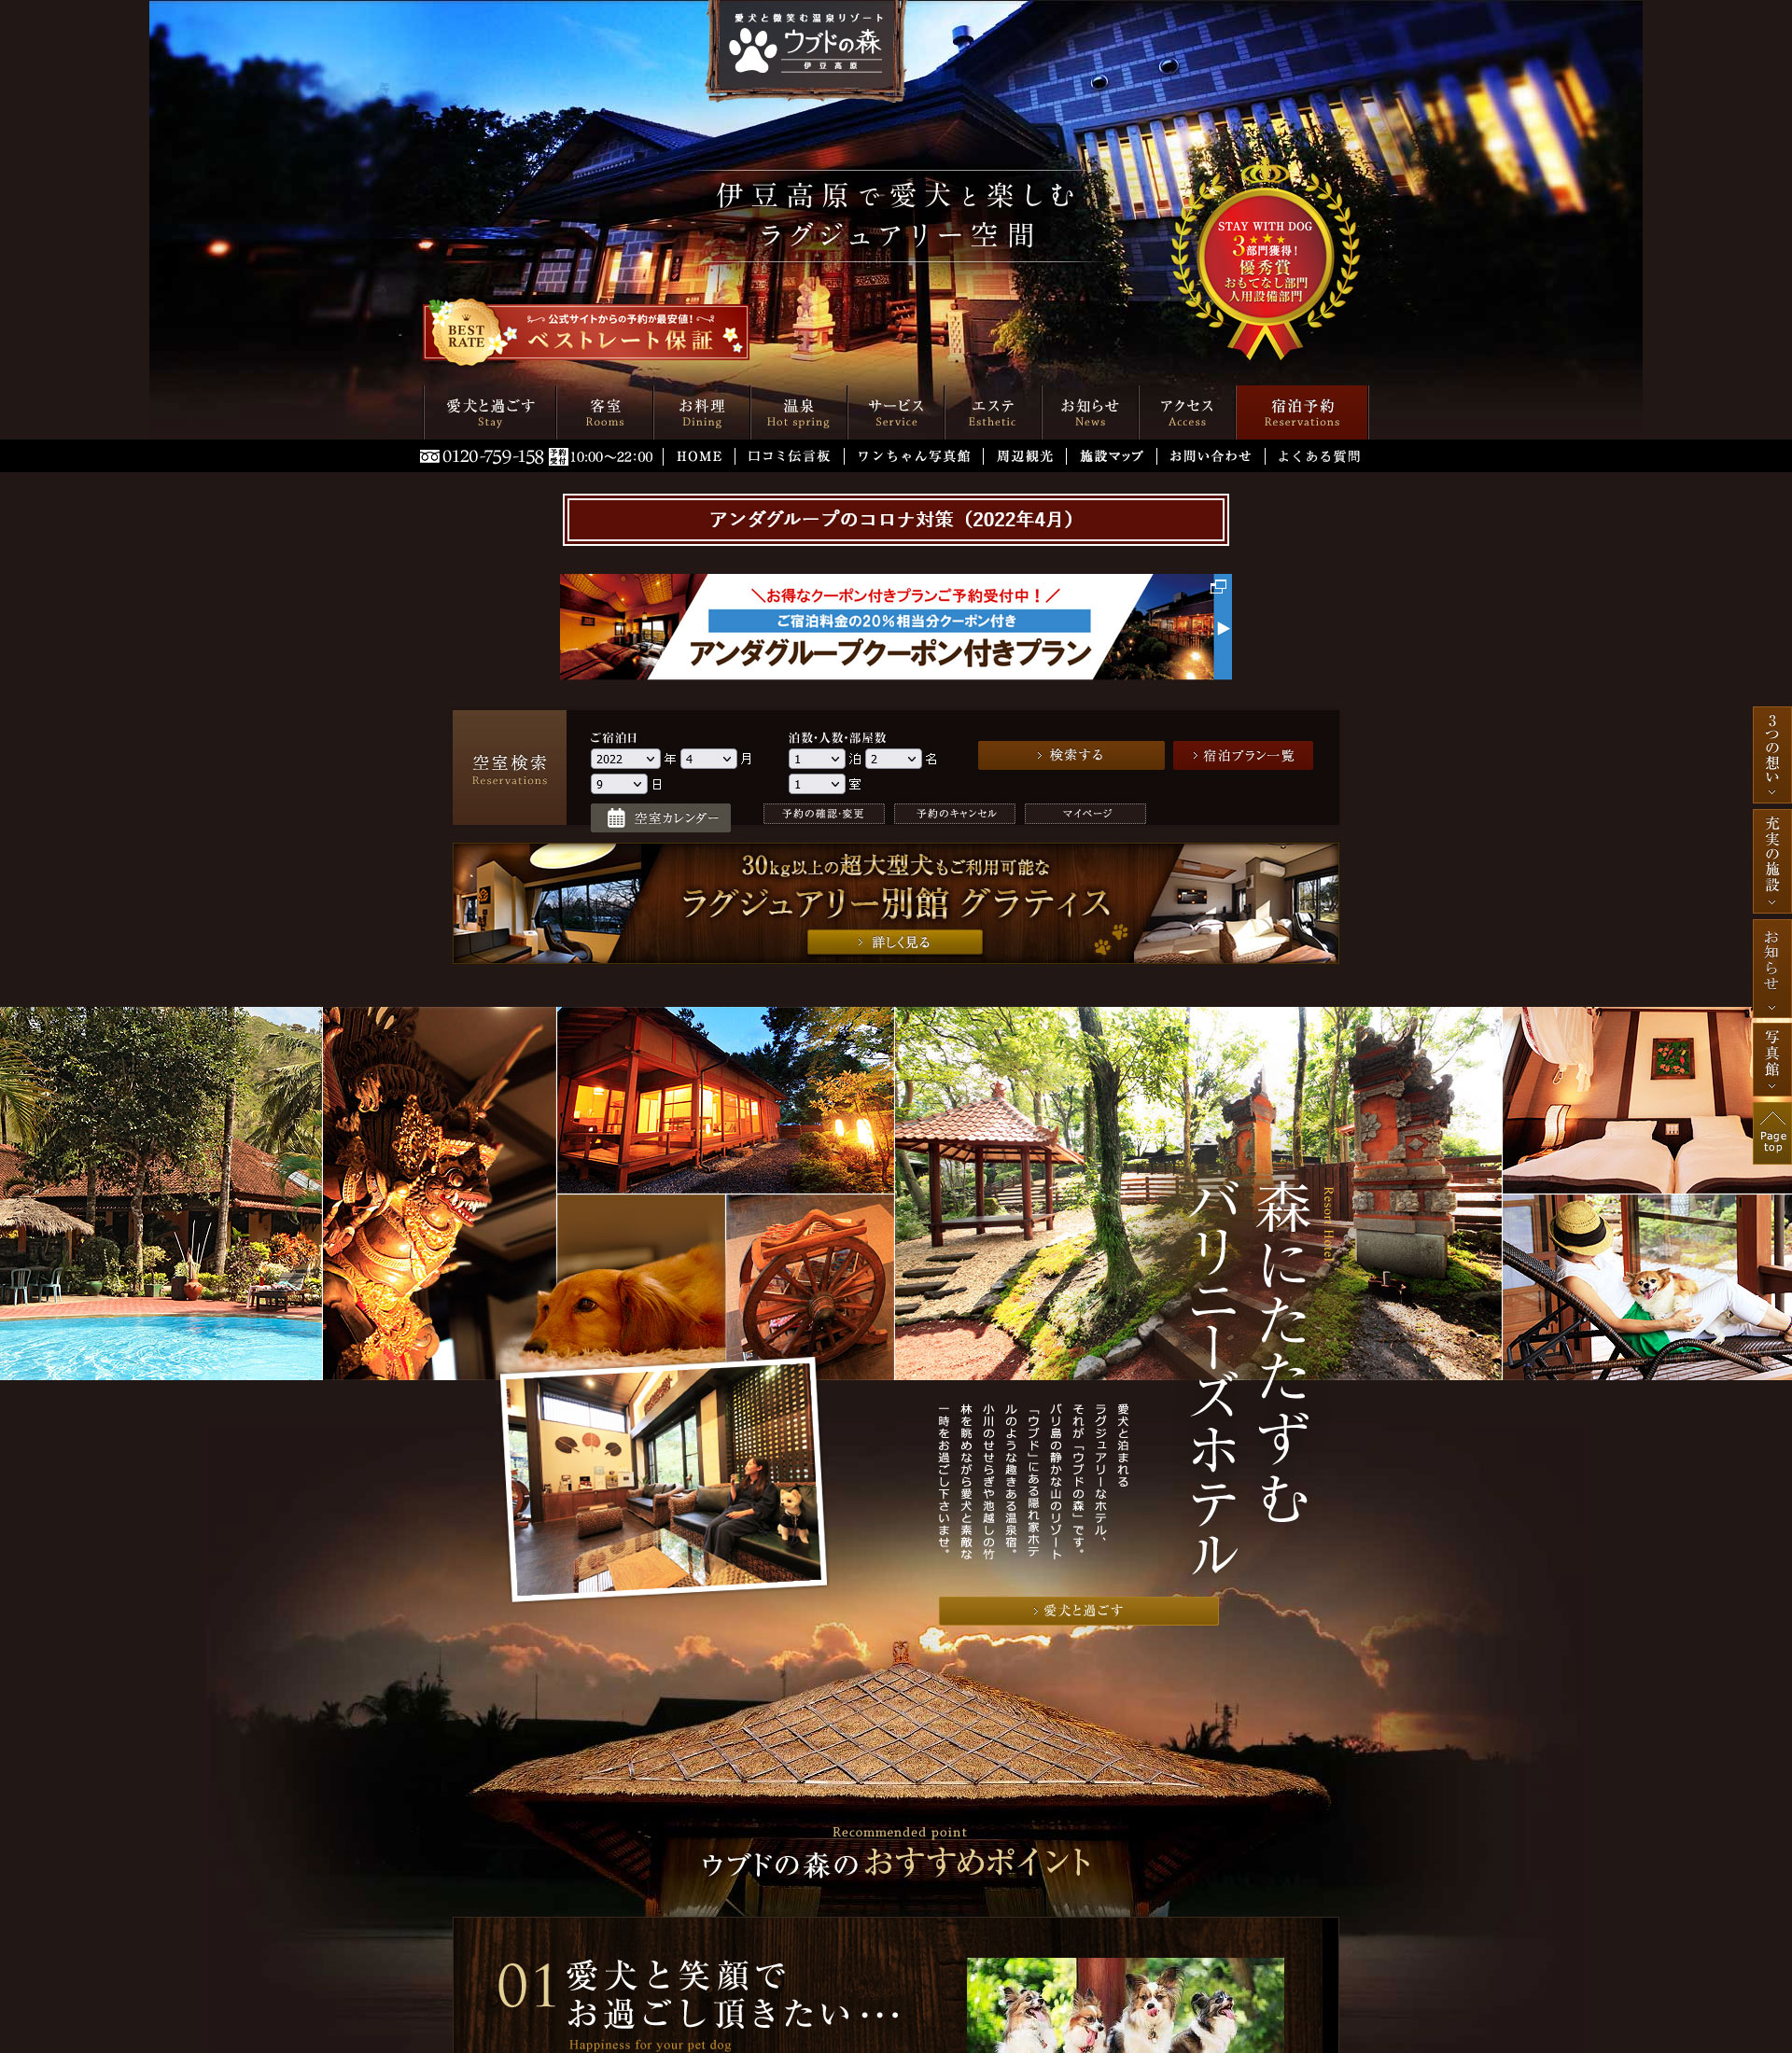 愛犬と微笑む温泉リゾート
ウブドの森
伊豆高原
伊豆高原で愛犬と楽しむ
ラグジュアリー空間
STAY WITH DOG
3部門獲得!
優秀賞
おもてなし部門
人用設備部門
BEST
RATE
公式サイトからの予約が最安値!
ベストレート保証
愛犬と過ごす
Stay
客室
Rooms
お料理
Dining
温泉
Hot spring
サービス
Service
エステ
Esthetic
お知らせ
News
アクセス
Access
宿泊予約
Reservations
0120-759-158 予約受付 10:00～22:00
HOME
口コミ伝言板
ワンちゃん写真館
周辺観光
施設マップ
お問い合わせ
よくある質問
アンダグループのコロナ対策（2022年4月）
＼お得なクーポン付きプランご予約受付中！／
ご宿泊料金の20%相当分クーポン付き
アンダグループクーポン付きプラン
空室検索
Reservations
ご宿泊日
2022 年 4 月
9 日
泊数・人数・部屋数
1 泊 2 名
1 室
検索する
宿泊プラン一覧
空室カレンダー
予約の確認・変更
予約のキャンセル
マイページ
30kg以上の超大型犬もご利用可能な
ラグジュアリー別館 グラティス
詳しく見る
3つの想い
充実の施設
お知らせ
写真館
Page
top
Resort Hotel
森にたたずむ
バリニーズホテル
愛犬と泊まれる
ラグジュアリーなホテル、
それが「ウブドの森」です。
バリ島の静かな山のリゾート
「ウブド」にある隠れ家ホテ
ルのような趣きある温泉宿。
小川のせせらぎや池越しの竹
林を眺めながら愛犬と素敵な
一時をお過ごし下さいませ。
愛犬と過ごす
Recommended point
ウブドの森のおすすめポイント
01
愛犬と笑顔で
お過ごし頂きたい・・・
Happiness for your pet dog